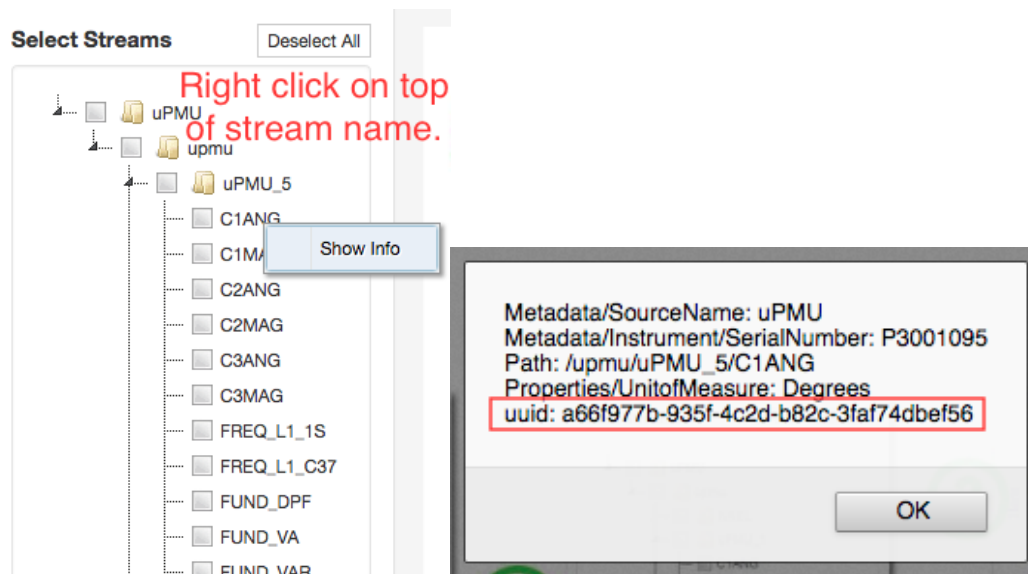 Select Streams
Deselect All
Right click on top
of stream name.
uPMU
upmu
uPMU_5
C1ANG
Show Info
C2ANG
C2MAG
C3ANG
C3MAG
FREQ_L1_1S
FREQ_L1_C37
FUND_DPF
FUND_VA
FUND_VAR
Metadata/SourceName: uPMU
Metadata/Instrument/SerialNumber: P3001095
Path: /upmu/uPMU_5/C1ANG
Properties/UnitofMeasure: Degrees
uuid: a66f977b-935f-4c2d-b82c-3faf74dbef56
OK
C1ANG